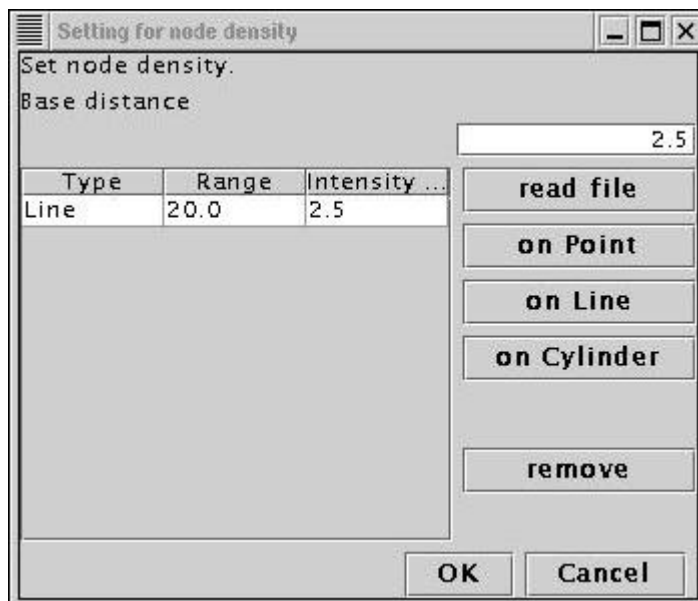 Setting for node density
Set node density.
Base distance
2.5
Type Range Intensity ...
Line 20.0 2.5
read file
on Point
on Line
on Cylinder
remove
OK Cancel